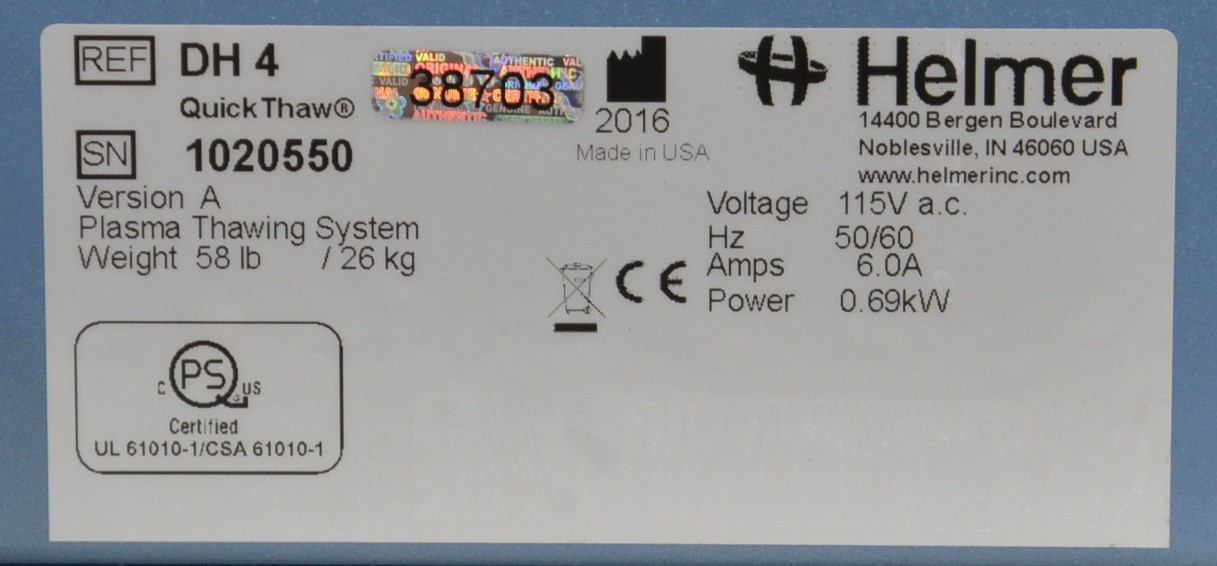 REF DH 4
QuickThaw®
SN 1020550
Version A
Plasma Thawing System
Weight 58 lb / 26 kg
38703
2016
Made in USA
Helmer
14400 Bergen Boulevard
Noblesville, IN 46060 USA
www.helmerinc.com
Voltage 115V a.c.
Hz 50/60
Amps 6.0A
Power 0.69kW
CE
C PS US
Certified
UL 61010-1/CSA 61010-1